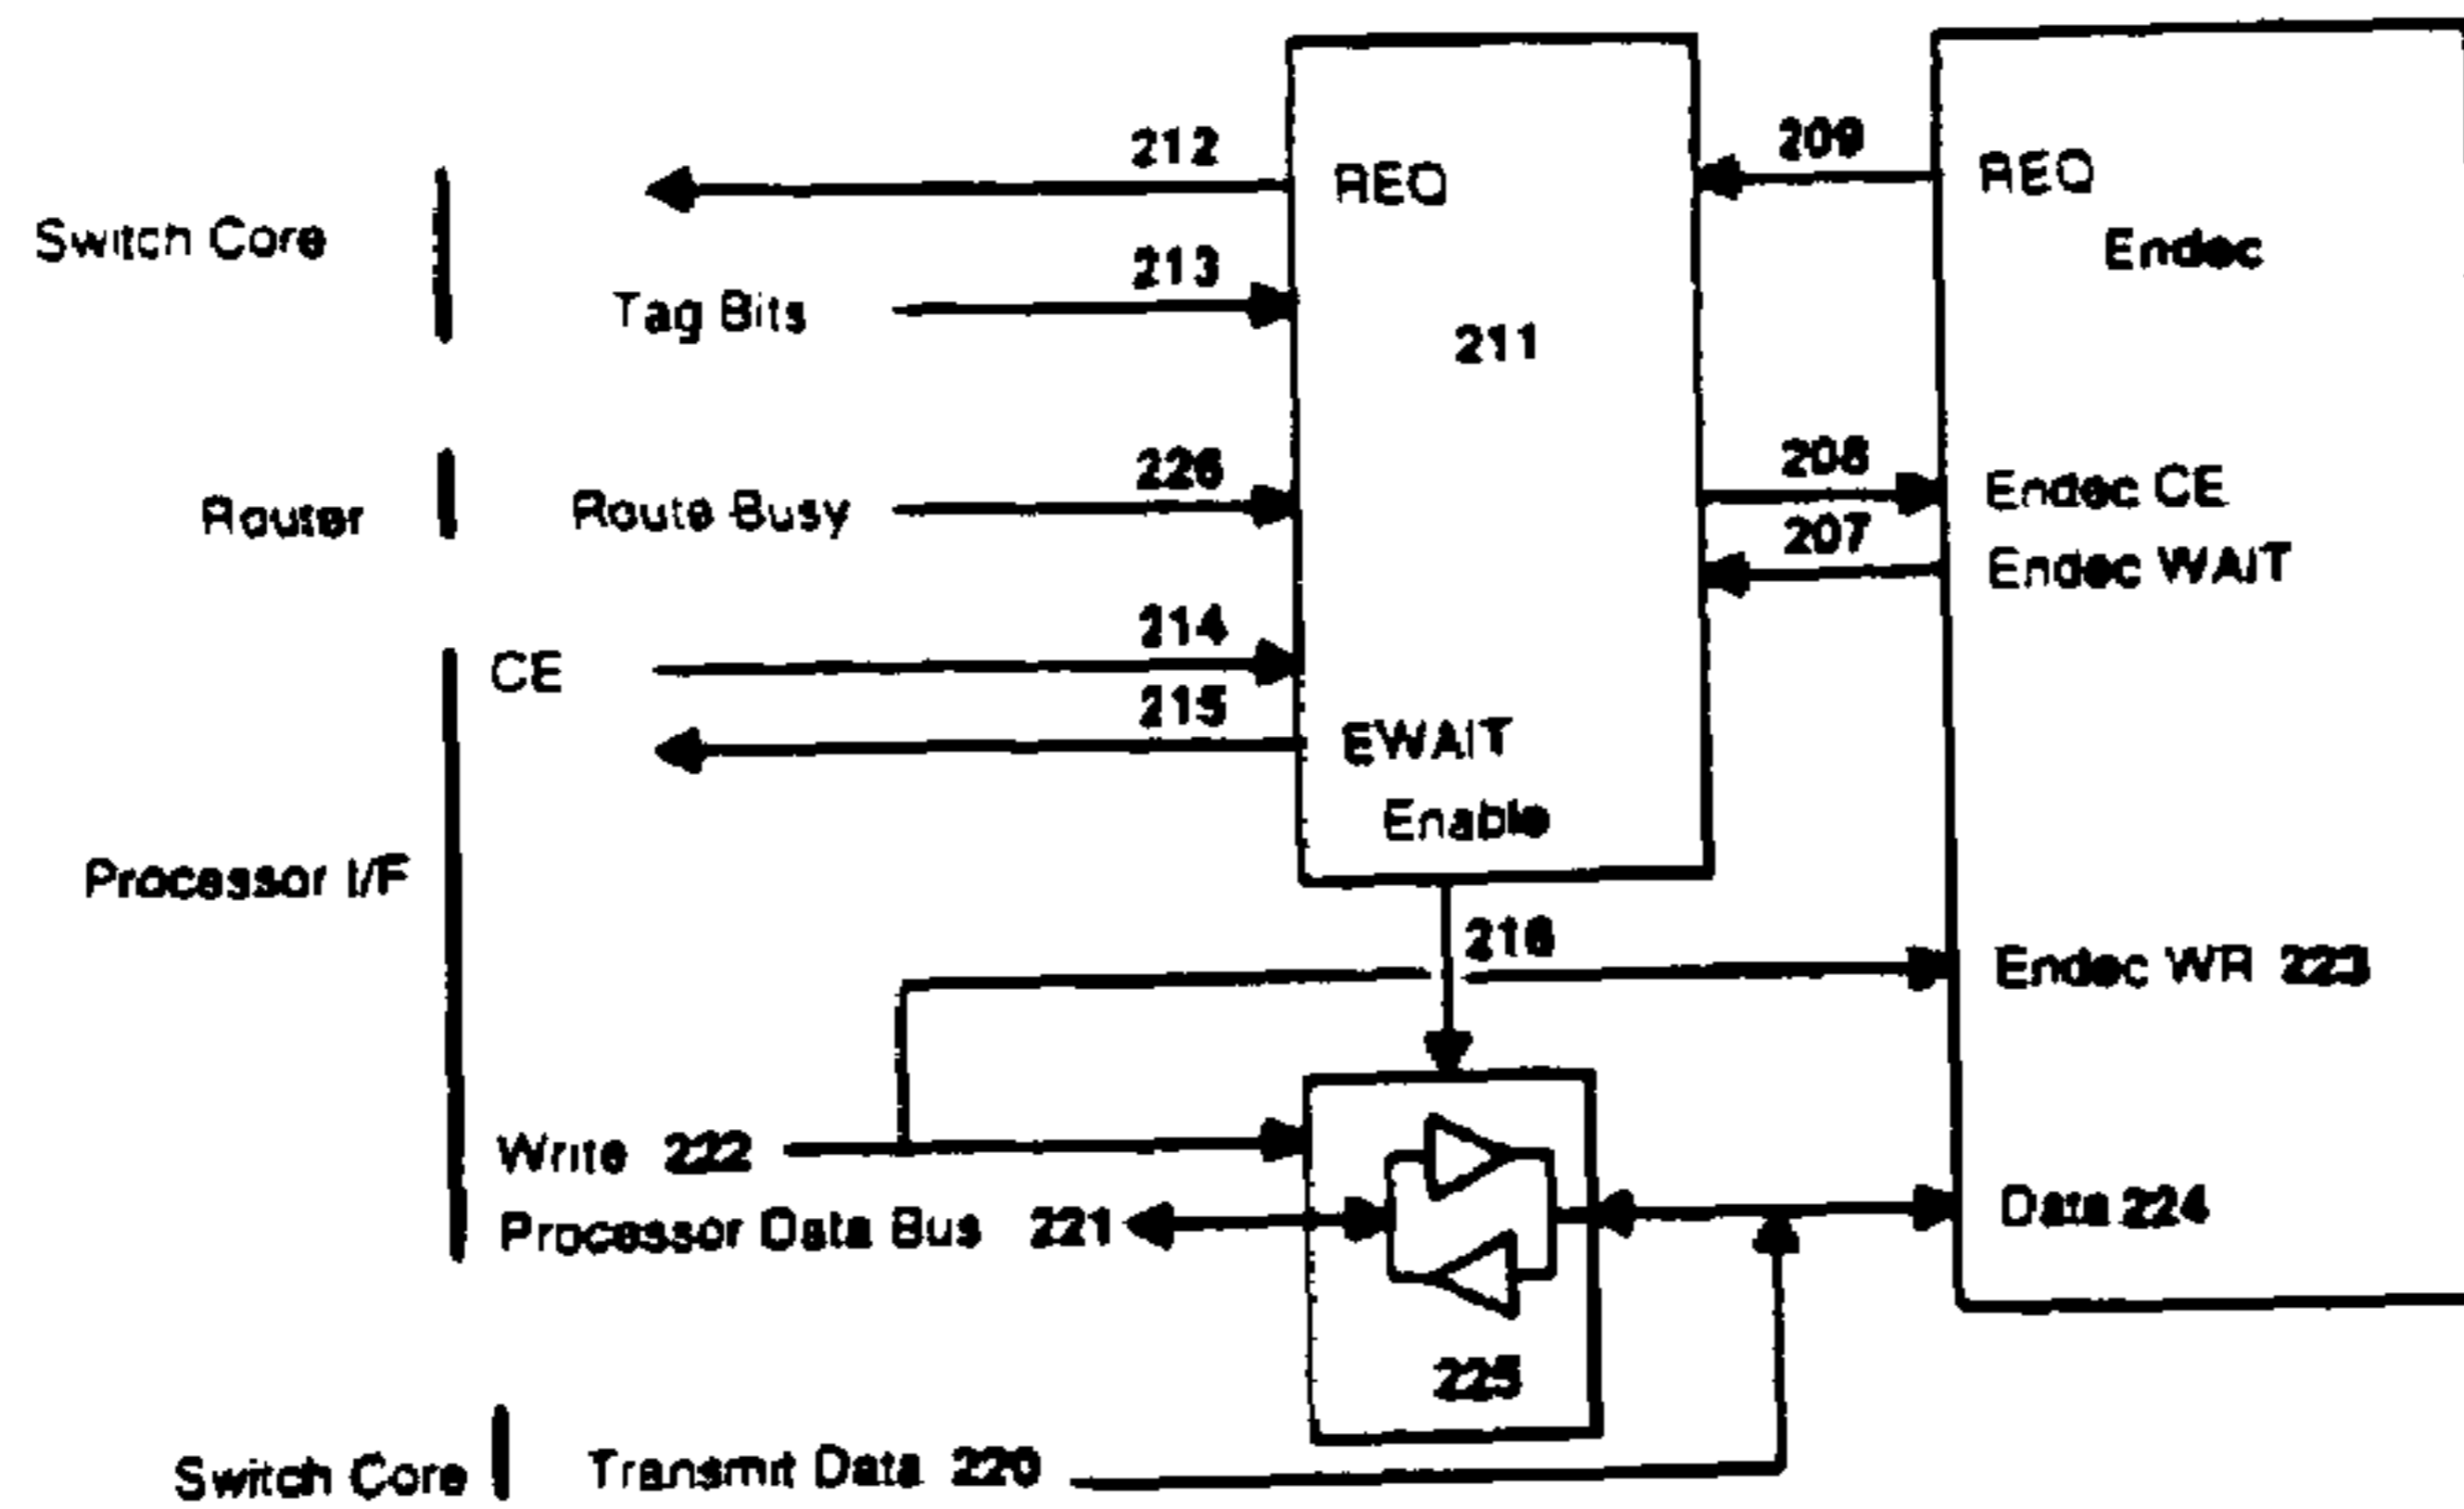 212
209
REQ
REQ
Switch Core
Endec
213
Tag Bits
211
226
208
Router
Route Busy
Endec CE
207
Endec WAIT
214
CE
215
EWAIT
Enable
Processor I/F
216
Endec WR 223
Write 222
Processor Data Bus 221
Data 224
225
Switch Core
Transmit Data 220